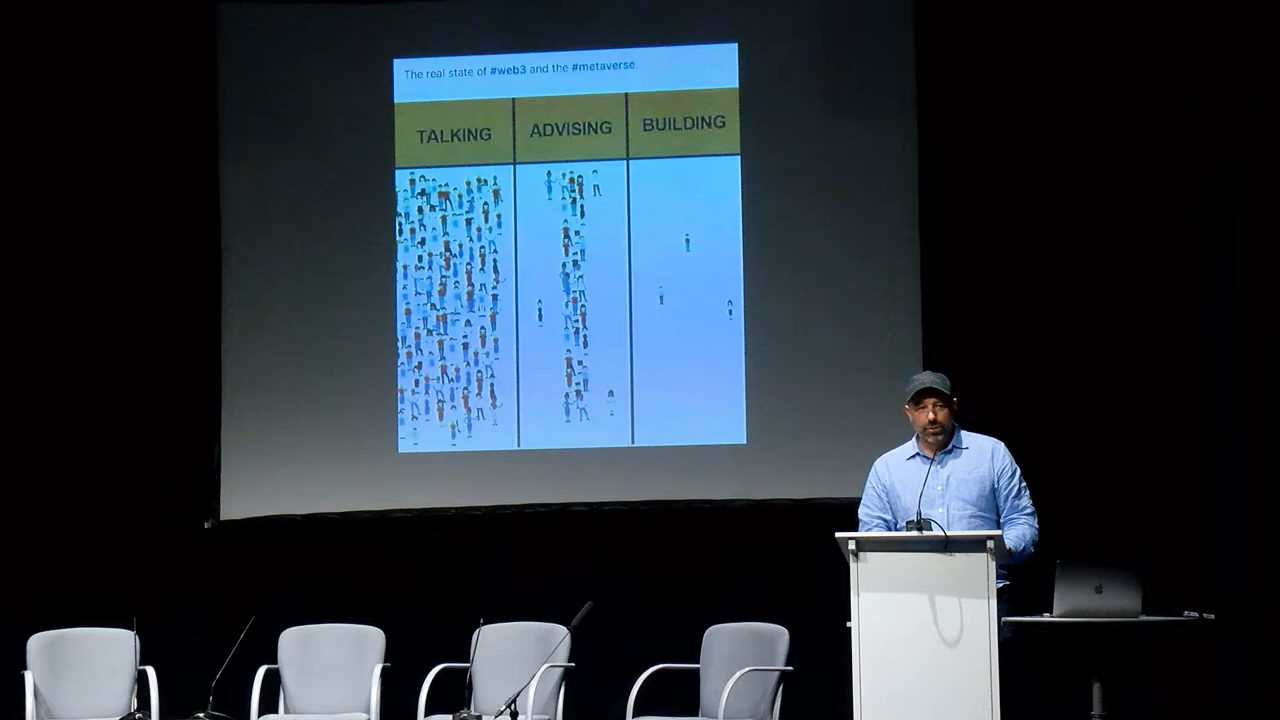 The real state of #web3 and the #metaverse.
TALKING
ADVISING
BUILDING